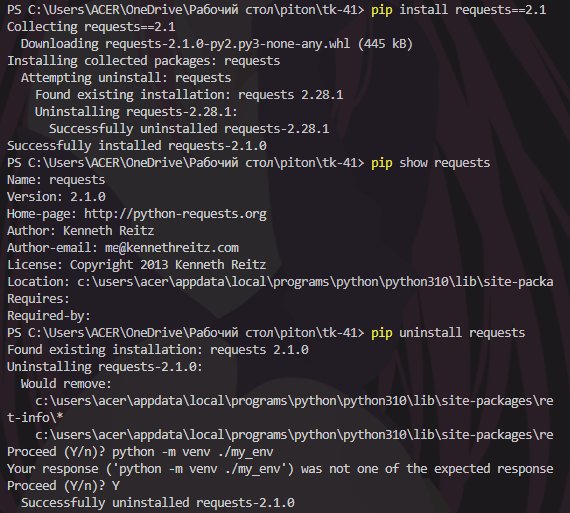 PS C:\Users\ACER\OneDrive\Рабочий стол\piton\tk-41> pip install requests==2.1
Collecting requests==2.1
  Downloading requests-2.1.0-py2.py3-none-any.whl (445 kB)
Installing collected packages: requests
  Attempting uninstall: requests
    Found existing installation: requests 2.28.1
    Uninstalling requests-2.28.1:
      Successfully uninstalled requests-2.28.1
Successfully installed requests-2.1.0
PS C:\Users\ACER\OneDrive\Рабочий стол\piton\tk-41> pip show requests
Name: requests
Version: 2.1.0
Home-page: http://python-requests.org
Author: Kenneth Reitz
Author-email: me@kennethreitz.com
License: Copyright 2013 Kenneth Reitz
Location: c:\users\acer\appdata\local\programs\python\python310\lib\site-packa
Requires:
Required-by:
PS C:\Users\ACER\OneDrive\Рабочий стол\piton\tk-41> pip uninstall requests
Found existing installation: requests 2.1.0
Uninstalling requests-2.1.0:
  Would remove:
    c:\users\acer\appdata\local\programs\python\python310\lib\site-packages\re
t-info\*
    c:\users\acer\appdata\local\programs\python\python310\lib\site-packages\re
Proceed (Y/n)? python -m venv ./my_env
Your response ('python -m venv ./my_env') was not one of the expected response
Proceed (Y/n)? Y
  Successfully uninstalled requests-2.1.0